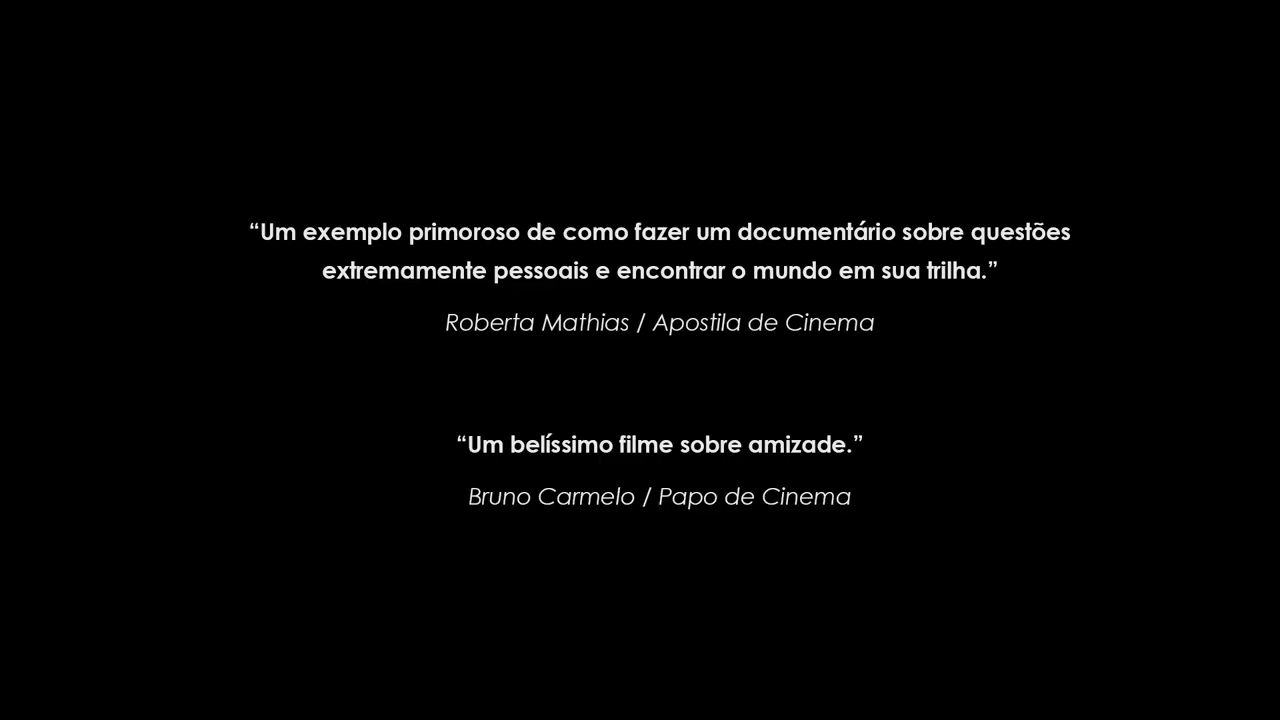 “Um exemplo primoroso de como fazer um documentário sobre questões
extremamente pessoais e encontrar o mundo em sua trilha.”
Roberta Mathias / Apostila de Cinema
“Um belíssimo filme sobre amizade.”
Bruno Carmelo / Papo de Cinema